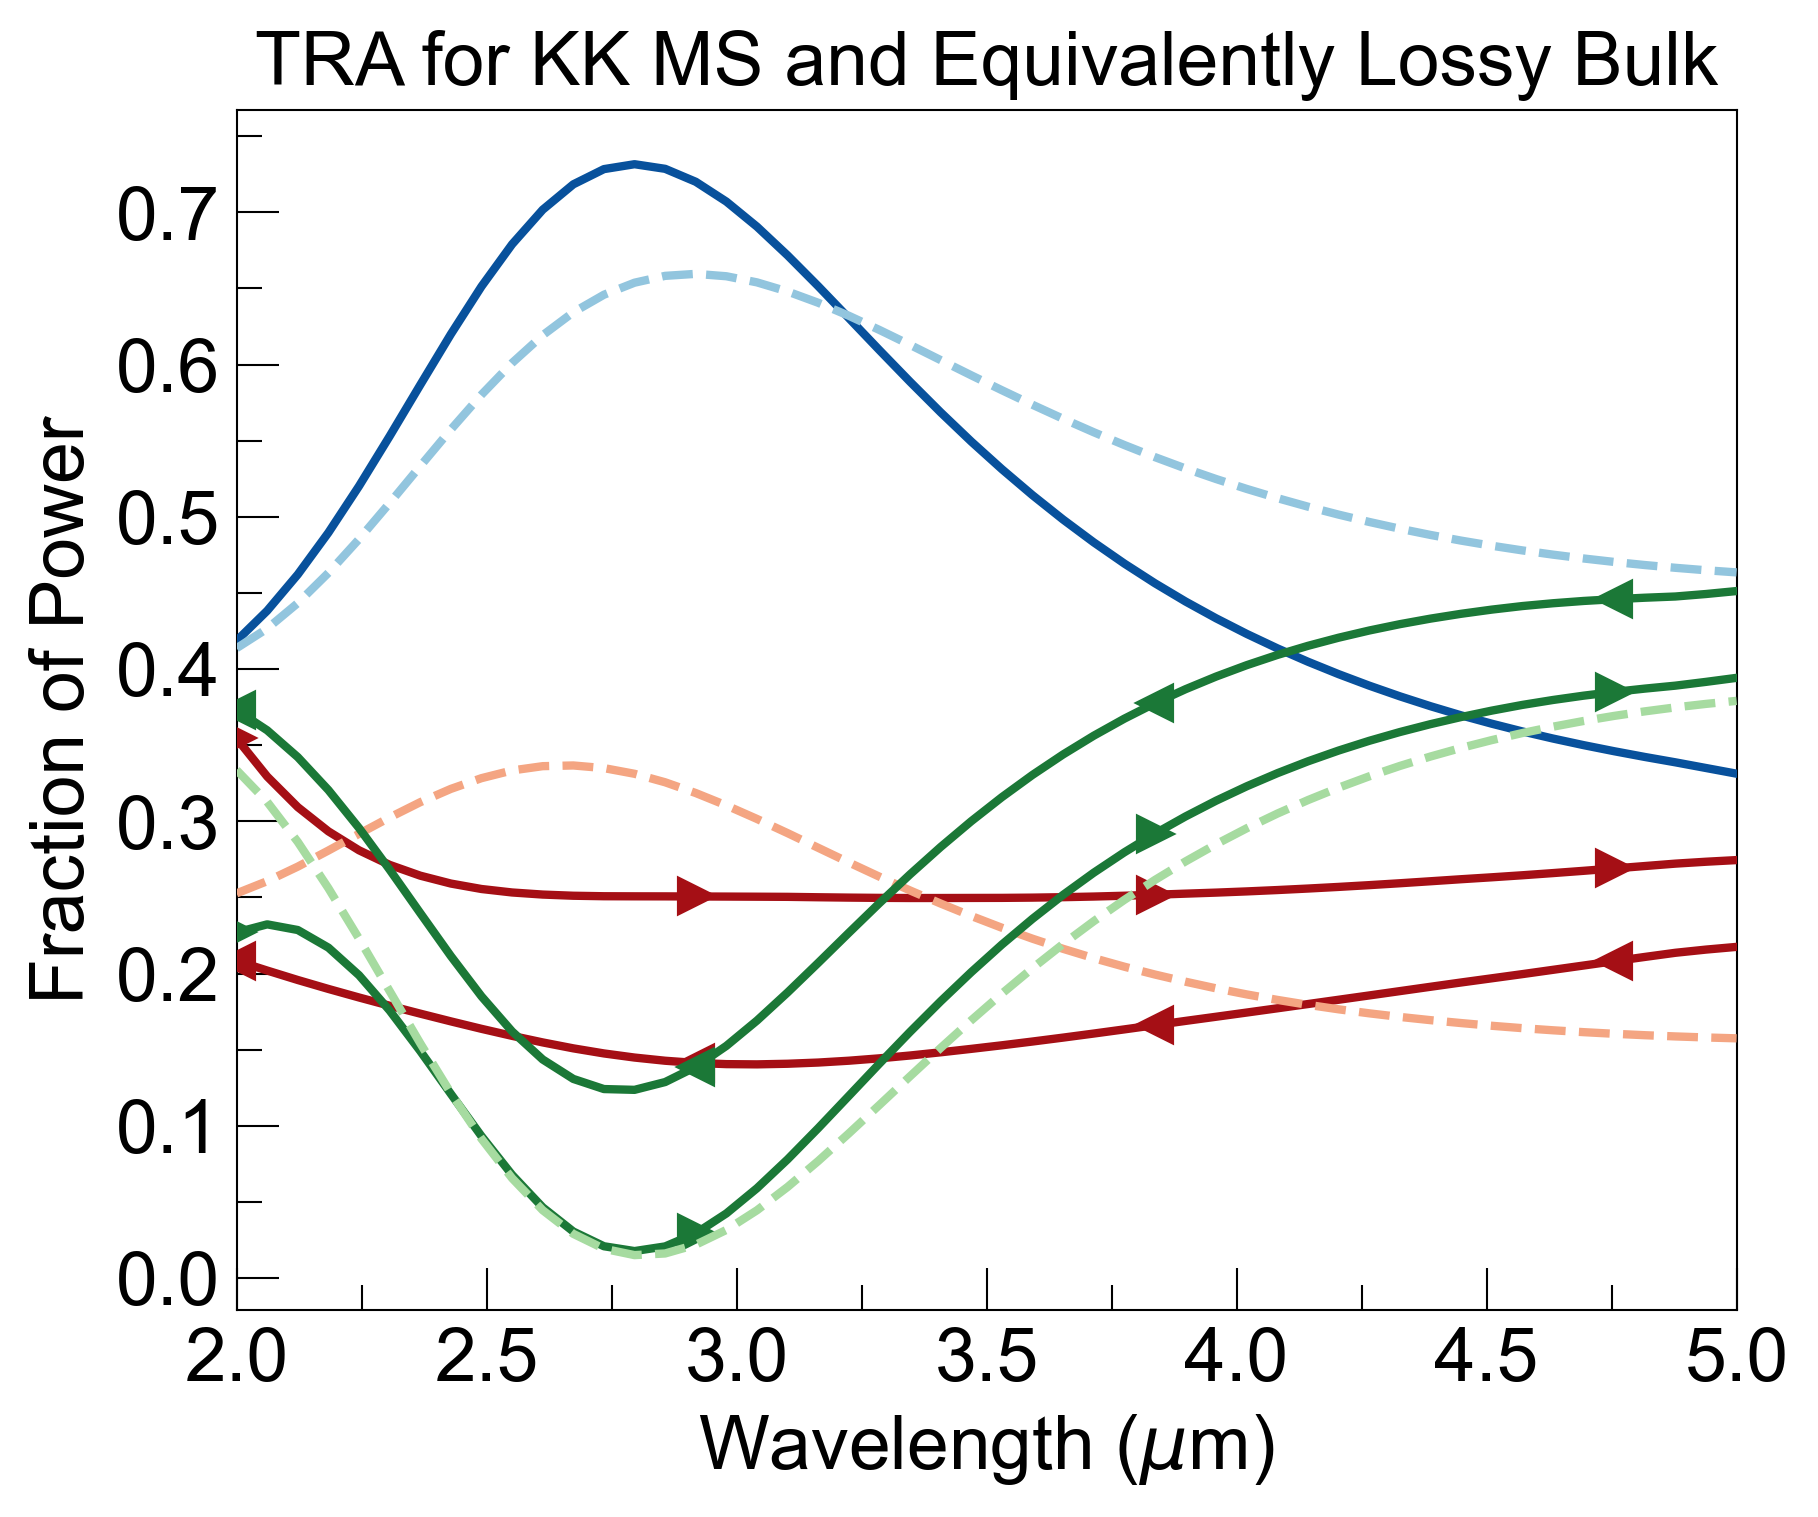 TRA for KK MS and Equivalently Lossy Bulk
Fraction of Power
0.7
0.6
0.5
0.4
0.3
0.2
0.1
0.0
2.0 2.5 3.0 3.5 4.0 4.5 5.0
Wavelength (μm)